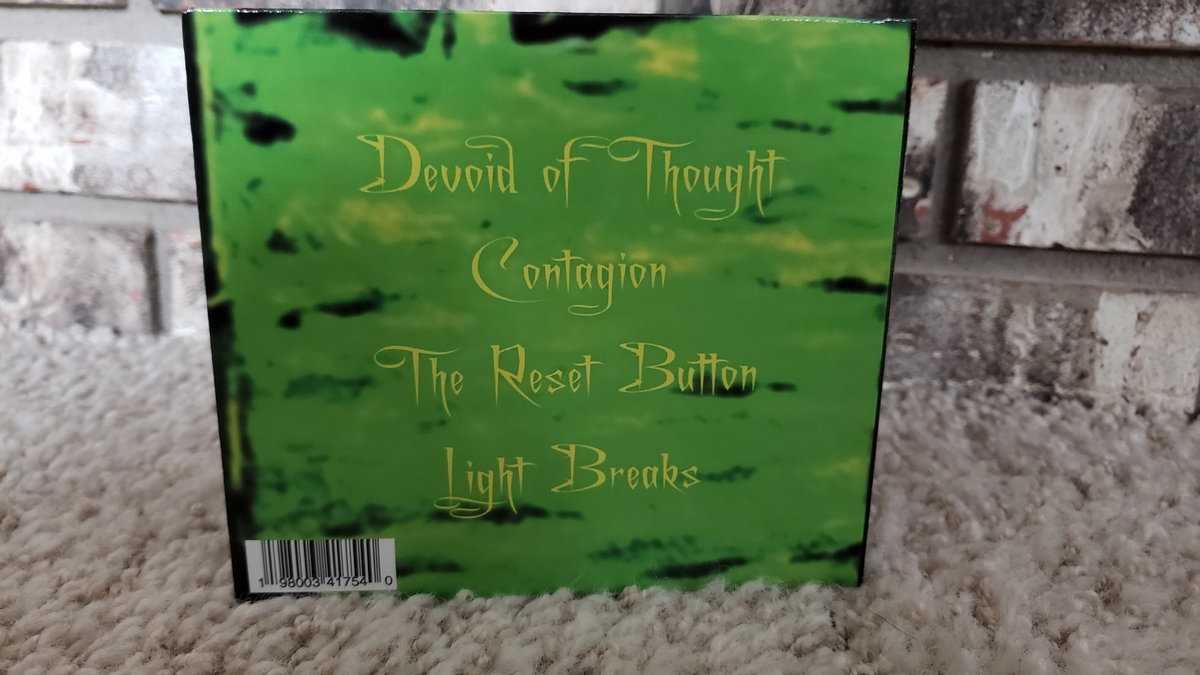 Devoid of Thought
Contagion
The Reset Button
Light Breaks
1 98003 41754 0